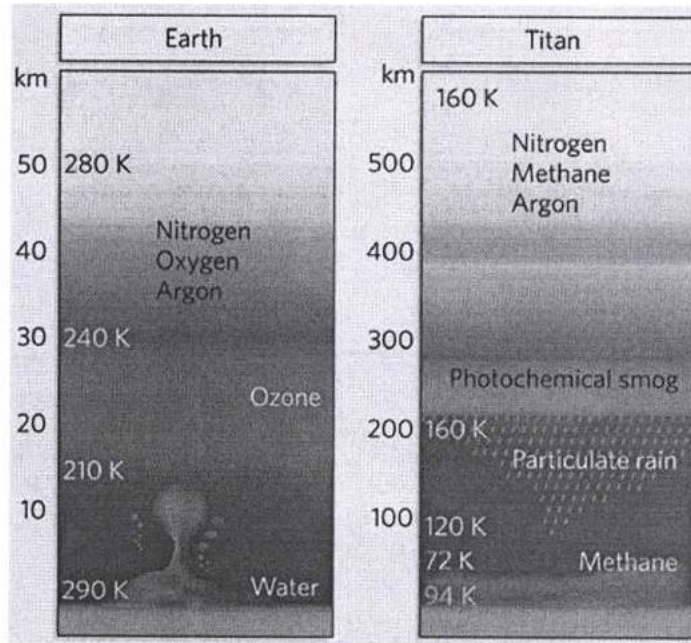 Earth
km
50
280 K
Nitrogen
Oxygen
Argon
40
30
240 K
Ozone
20
210 K
10
290 K
Water
Titan
km
160 K
Nitrogen
Methane
Argon
500
400
300
Photochemical smog
200
160 K
Particulate rain
100
120 K
72 K
Methane
94 K